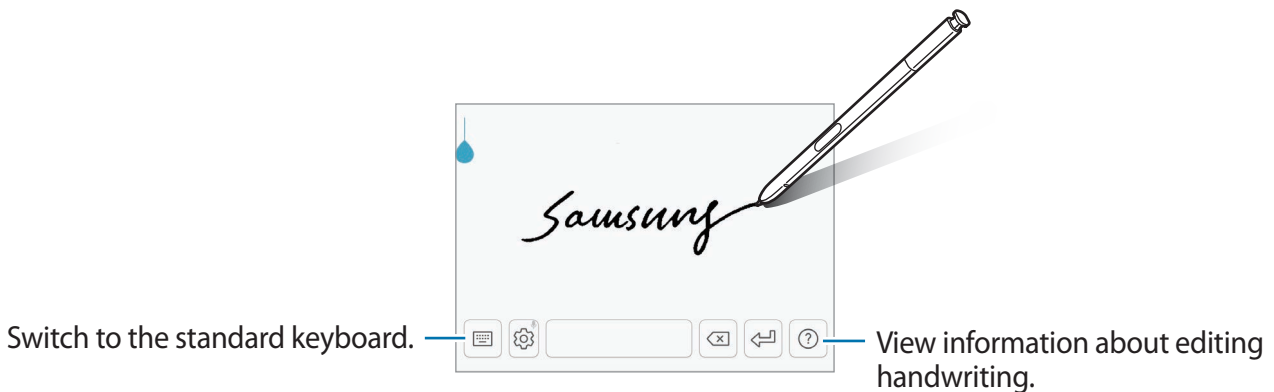 Samsung
Switch to the standard keyboard.
View information about editing
handwriting.